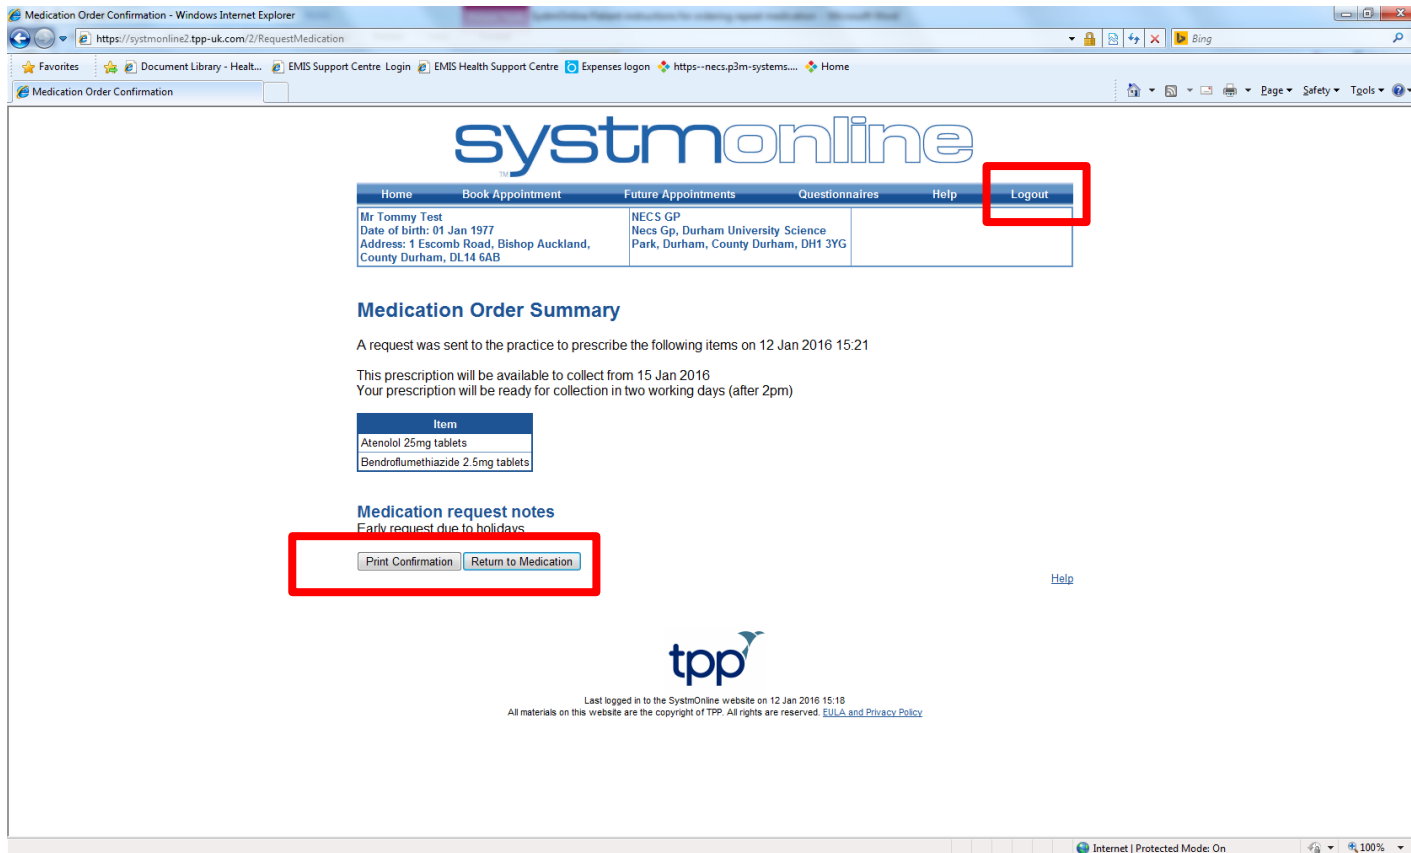 Medication Order Confirmation - Windows Internet Explorer
https://systmonline2.tpp-uk.com/2/RequestMedication
Bing
Favorites
Document Library - Healt...
EMIS Support Centre Login
EMIS Health Support Centre
Expenses logon
https--necs.p3m-systems....
Home
Medication Order Confirmation
Page
Safety
Tools
systmonline
TM
Home Book Appointment Future Appointments Questionnaires Help Logout
Mr Tommy Test
Date of birth: 01 Jan 1977
Address: 1 Escomb Road, Bishop Auckland,
County Durham, DL14 6AB
NECS GP
Necs Gp, Durham University Science
Park, Durham, County Durham, DH1 3YG
Medication Order Summary
A request was sent to the practice to prescribe the following items on 12 Jan 2016 15:21
This prescription will be available to collect from 15 Jan 2016
Your prescription will be ready for collection in two working days (after 2pm)
Item
Atenolol 25mg tablets
Bendroflumethiazide 2.5mg tablets
Medication request notes
Early request due to holidays
Print Confirmation
Return to Medication
Help
tpp
Last logged in to the SystmOnline website on 12 Jan 2016 15:18
All materials on this website are the copyright of TPP. All rights are reserved. EULA and Privacy Policy
Internet | Protected Mode: On
100%